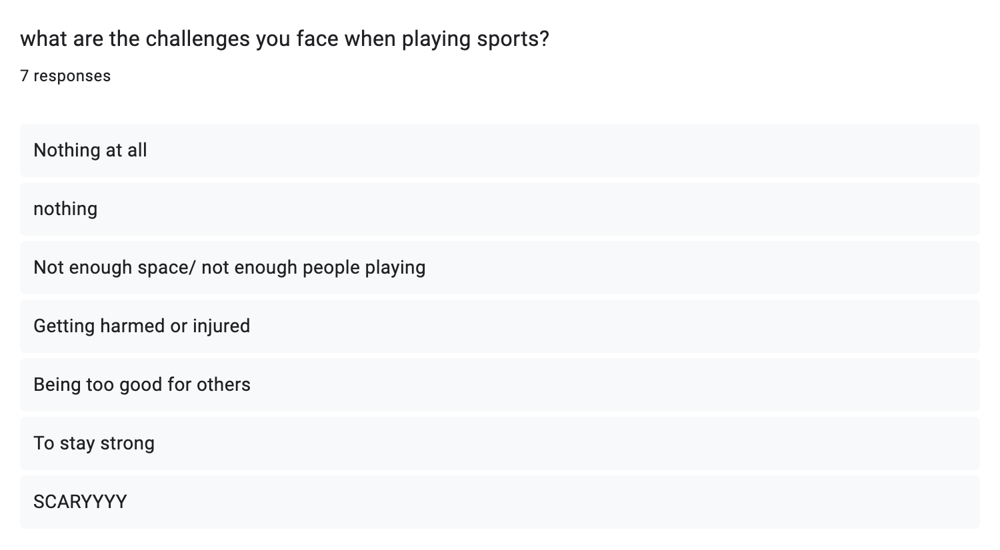 what are the challenges you face when playing sports?
7 responses
Nothing at all
nothing
Not enough space/ not enough people playing
Getting harmed or injured
Being too good for others
To stay strong
SCARYYYY